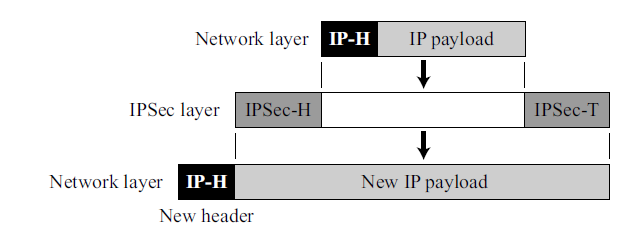 Network layer IP-H IP payload
IPSec layer IPSec-H IPSec-T
Network layer IP-H New IP payload
New header